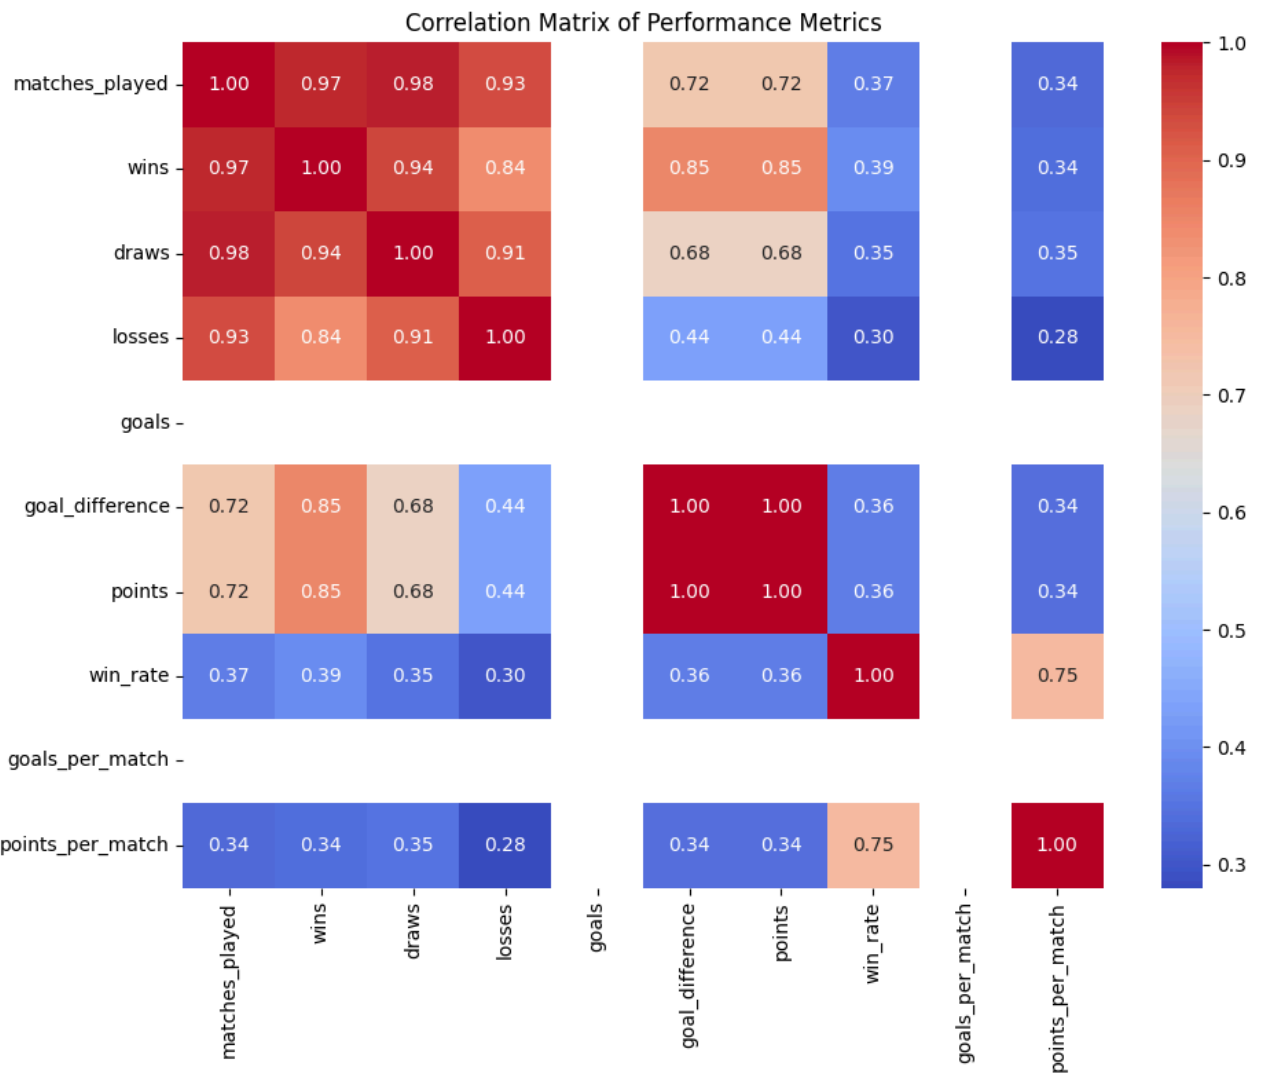 Correlation Matrix of Performance Metrics
matches_played 1.00 0.97 0.98 0.93 0.72 0.72 0.37 0.34
wins 0.97 1.00 0.94 0.84 0.85 0.85 0.39 0.34
draws 0.98 0.94 1.00 0.91 0.68 0.68 0.35 0.35
losses 0.93 0.84 0.91 1.00 0.44 0.44 0.30 0.28
goals
goal_difference 0.72 0.85 0.68 0.44 1.00 1.00 0.36 0.34
points 0.72 0.85 0.68 0.44 1.00 1.00 0.36 0.34
win_rate 0.37 0.39 0.35 0.30 0.36 0.36 1.00 0.75
goals_per_match
points_per_match 0.34 0.34 0.35 0.28 0.34 0.34 0.75 1.00
matches_played
wins
draws
losses
goals
goal_difference
points
win_rate
goals_per_match
points_per_match
1.0
0.9
0.8
0.7
0.6
0.5
0.4
0.3